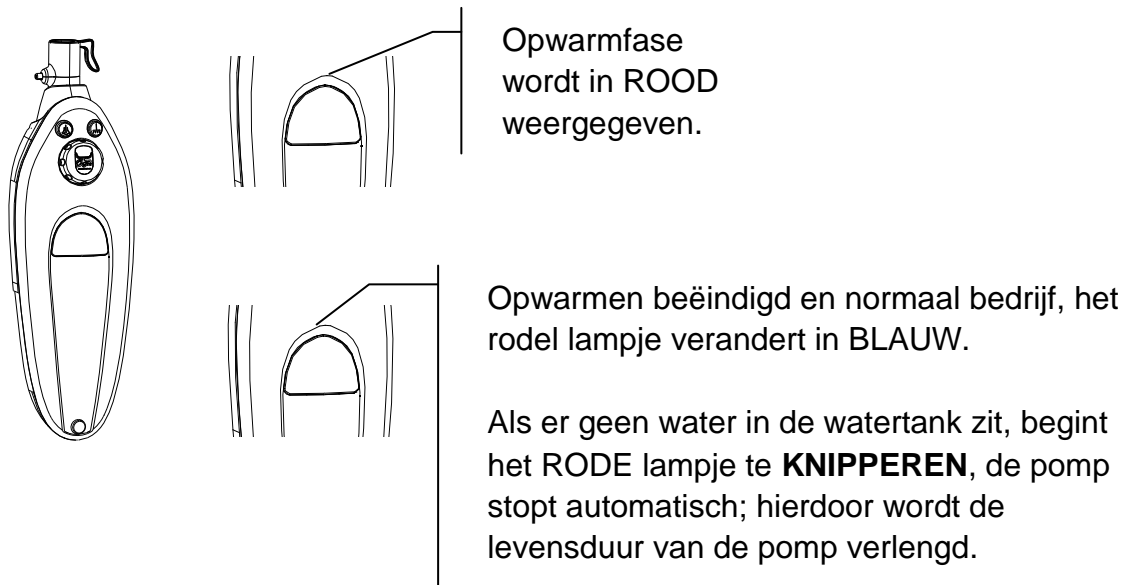 Opwarmfase
wordt in ROOD
weergegeven.
Opwarmen beëindigd en normaal bedrijf, het
rodel lampje verandert in BLAUW.
Als er geen water in de watertank zit, begint
het RODE lampje te KNIPPEREN, de pomp
stopt automatisch; hierdoor wordt de
levensduur van de pomp verlengd.